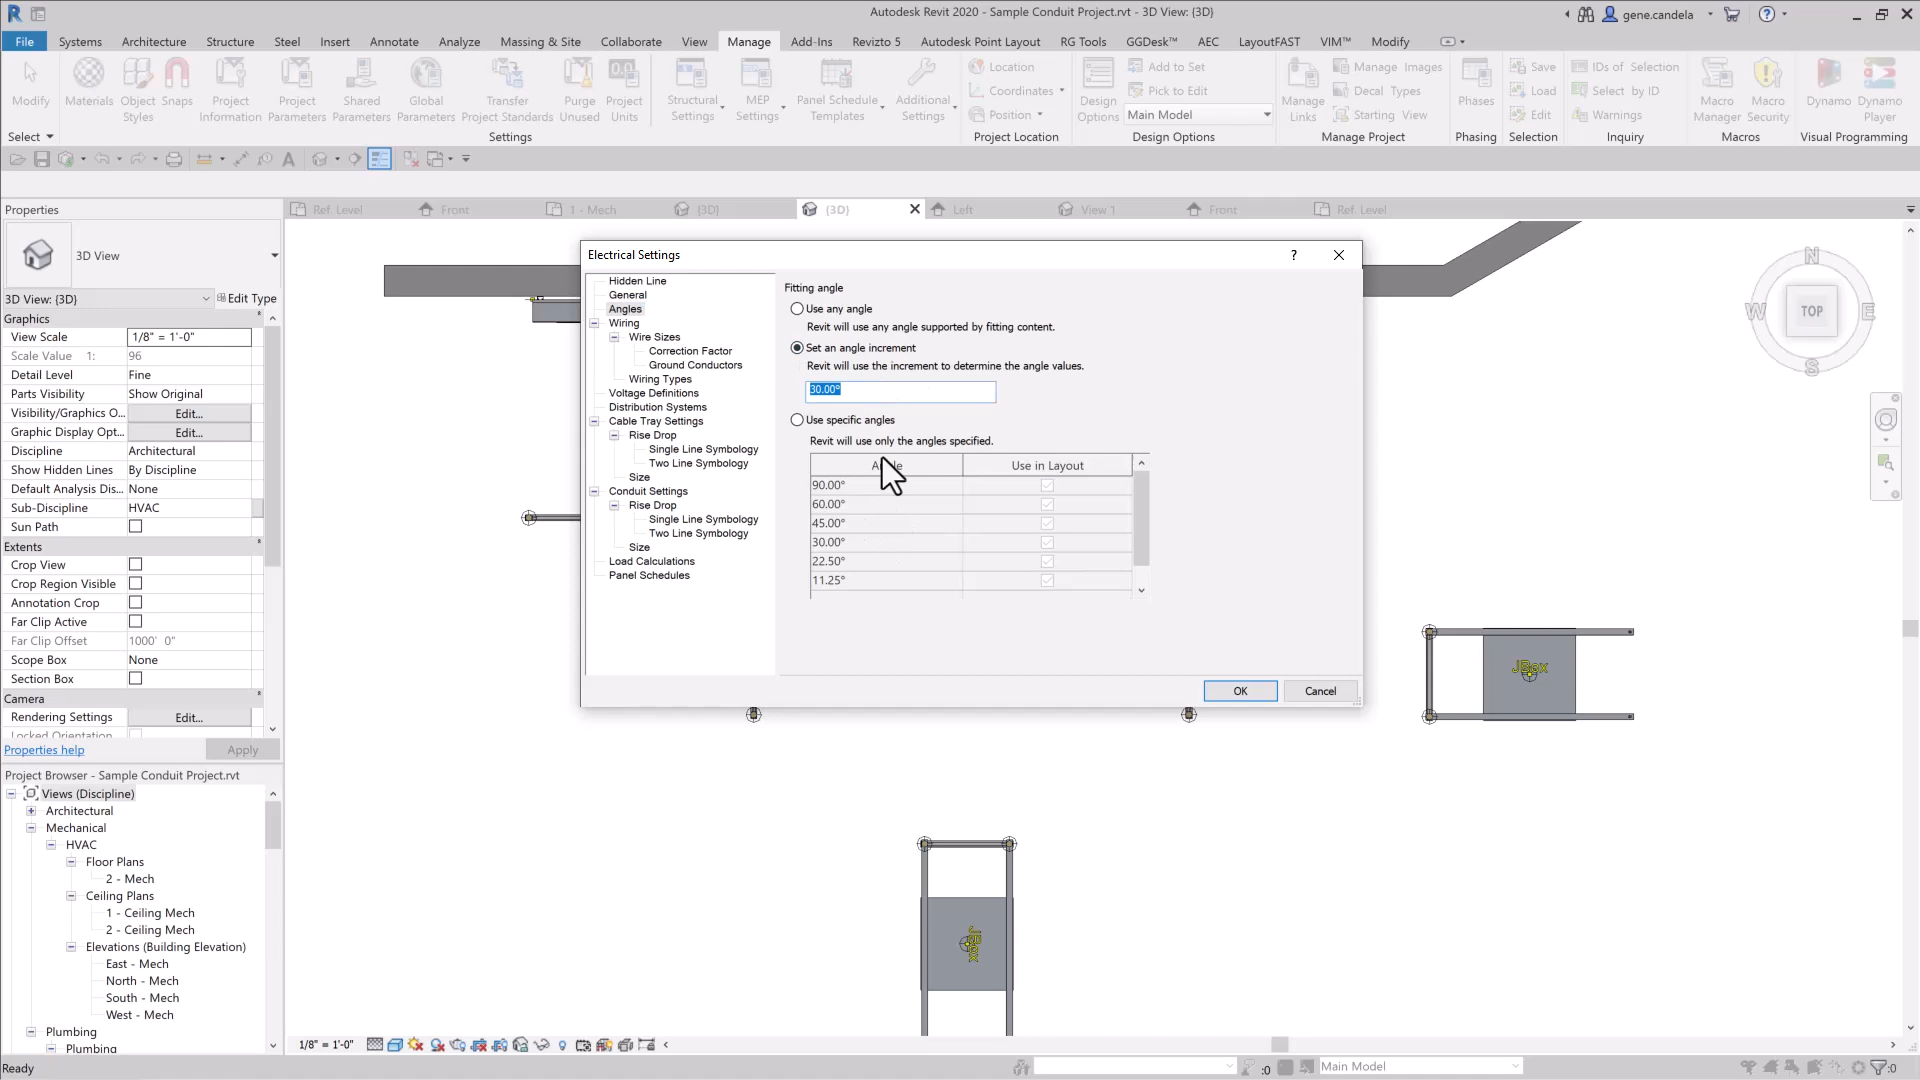 Autodesk Revit 2020 - Sample Conduit Project.rvt - 3D View: {3D}
gene.candela
File Systems Architecture Structure Steel Insert Annotate Analyze Massing & Site Collaborate View Manage Add-Ins Revizto 5 Autodesk Point Layout RG Tools GGDesk™ AEC LayoutFAST VIM™ Modify
Modify
Materials
Object Styles
Snaps
Project Information
Project Parameters
Shared Parameters
Global Parameters
Transfer Project Standards
Purge Unused
Project Units
Structural Settings
MEP Settings
Panel Schedule Templates
Additional Settings
Location
Coordinates
Position
Design Options
Add to Set
Pick to Edit
Main Model
Manage Links
Manage Images
Decal Types
Starting View
Phases
Save
Load
Edit
IDs of Selection
Select by ID
Warnings
Macro Manager
Macro Security
Dynamo
Dynamo Player
Select Settings Project Location Design Options Manage Project Phasing Selection Inquiry Macros Visual Programming
Properties
Ref. Level Front 1 - Mech {3D} {3D} Left View 1 Front Ref. Level
3D View
3D View: {3D} Edit Type
Graphics
View Scale 1/8" = 1'-0"
Scale Value 1: 96
Detail Level Fine
Parts Visibility Show Original
Visibility/Graphics O... Edit...
Graphic Display Opt... Edit...
Discipline Architectural
Show Hidden Lines By Discipline
Default Analysis Dis... None
Sub-Discipline HVAC
Sun Path
Extents
Crop View
Crop Region Visible
Annotation Crop
Far Clip Active
Far Clip Offset 1000' 0"
Scope Box None
Section Box
Camera
Rendering Settings Edit...
Locked Orientation
Properties help Apply
Project Browser - Sample Conduit Project.rvt
Views (Discipline)
Architectural
Mechanical
HVAC
Floor Plans
2 - Mech
Ceiling Plans
1 - Ceiling Mech
2 - Ceiling Mech
Elevations (Building Elevation)
East - Mech
North - Mech
South - Mech
West - Mech
Plumbing
Plumbing
Electrical Settings
Hidden Line
General
Angles
Wiring
Wire Sizes
Correction Factor
Ground Conductors
Wiring Types
Voltage Definitions
Distribution Systems
Cable Tray Settings
Rise Drop
Single Line Symbology
Two Line Symbology
Size
Conduit Settings
Rise Drop
Single Line Symbology
Two Line Symbology
Size
Load Calculations
Panel Schedules
Fitting angle
Use any angle
Revit will use any angle supported by fitting content.
Set an angle increment
Revit will use the increment to determine the angle values.
30.00°
Use specific angles
Revit will use only the angles specified.
Angle Use in Layout
90.00°
60.00°
45.00°
30.00°
22.50°
11.25°
OK Cancel
N
W TOP E
S
JBox
JBox
1/8" = 1'-0"
Ready
:0 Main Model :0